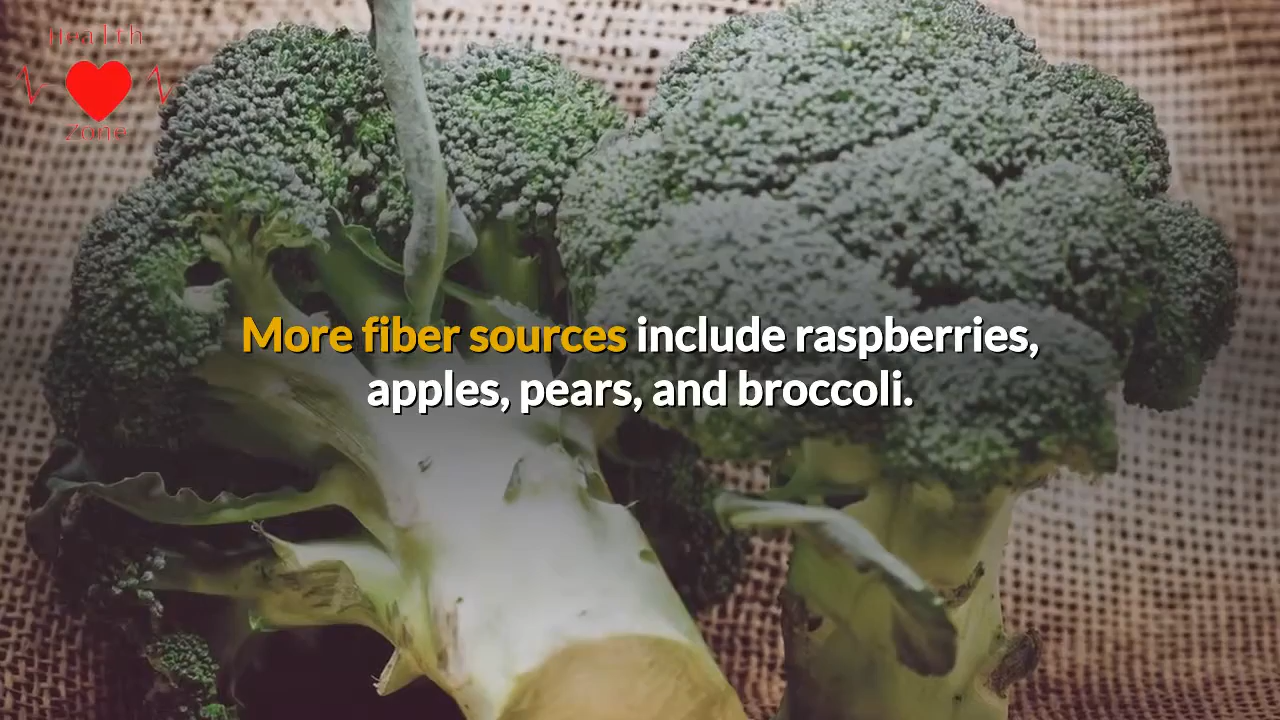 Health
Zone
More fiber sources include raspberries,
apples, pears, and broccoli.